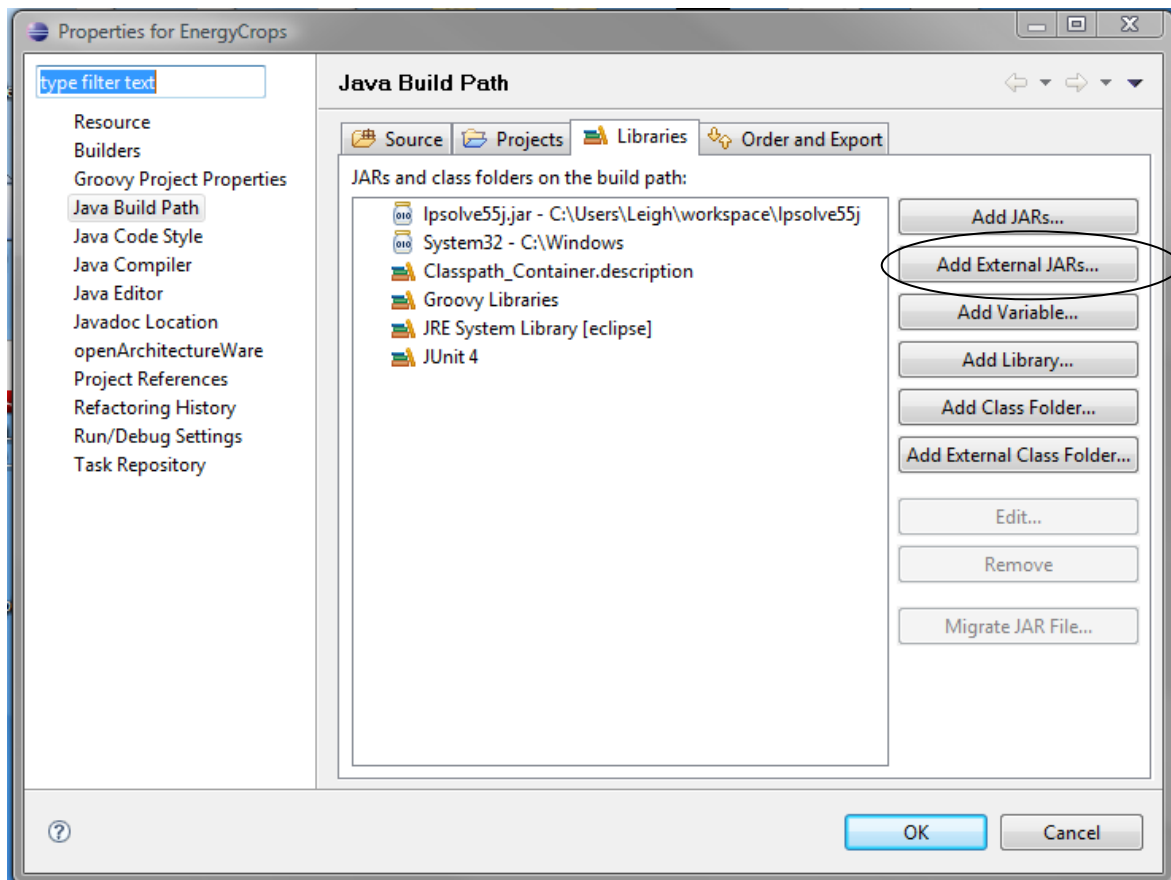 Properties for EnergyCrops
type filter text
Resource
Builders
Groovy Project Properties
Java Build Path
Java Code Style
Java Compiler
Java Editor
Javadoc Location
openArchitectureWare
Project References
Refactoring History
Run/Debug Settings
Task Repository
Java Build Path
Source Projects Libraries Order and Export
JARs and class folders on the build path:
lpsolve55j.jar - C:\Users\Leigh\workspace\lpsolve55j
System32 - C:\Windows
Classpath_Container.description
Groovy Libraries
JRE System Library [eclipse]
JUnit 4
Add JARs...
Add External JARs...
Add Variable...
Add Library...
Add Class Folder...
Add External Class Folder...
Edit...
Remove
Migrate JAR File...
OK Cancel